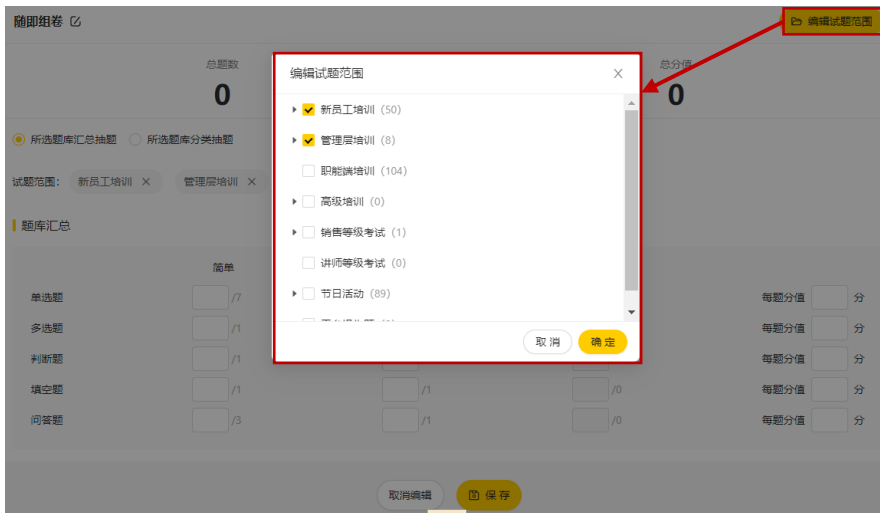 随即组卷
编辑试题范围
总题数
总分值
0
0
所选题库汇总抽题 所选题库分类抽题
试题范围： 新员工培训 × 管理层培训 ×
题库汇总
简单
单选题 /7 每题分值 分
多选题 /1 每题分值 分
判断题 /1 每题分值 分
填空题 /1 /1 /0 每题分值 分
问答题 /3 /1 /0 每题分值 分
取消编辑 保存
编辑试题范围 ×
新员工培训 (50)
管理层培训 (8)
职能端培训 (104)
高级培训 (0)
销售等级考试 (1)
讲师等级考试 (0)
节日活动 (89)
取消 确定